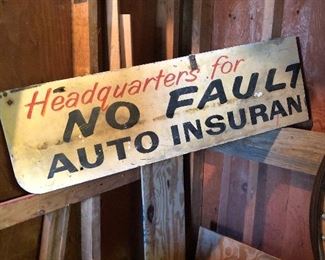 Headquarters for
NO FAULT
AUTO INSURAN